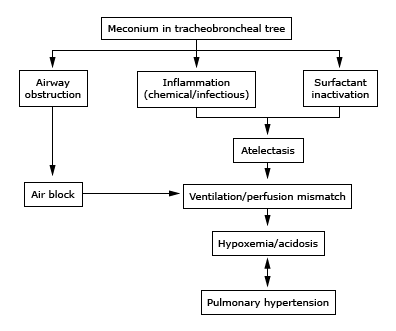 Meconium in tracheobroncheal tree
Airway
obstruction
Inflammation
(chemical/infectious)
Surfactant
inactivation
Atelectasis
Air block
Ventilation/perfusion mismatch
Hypoxemia/acidosis
Pulmonary hypertension